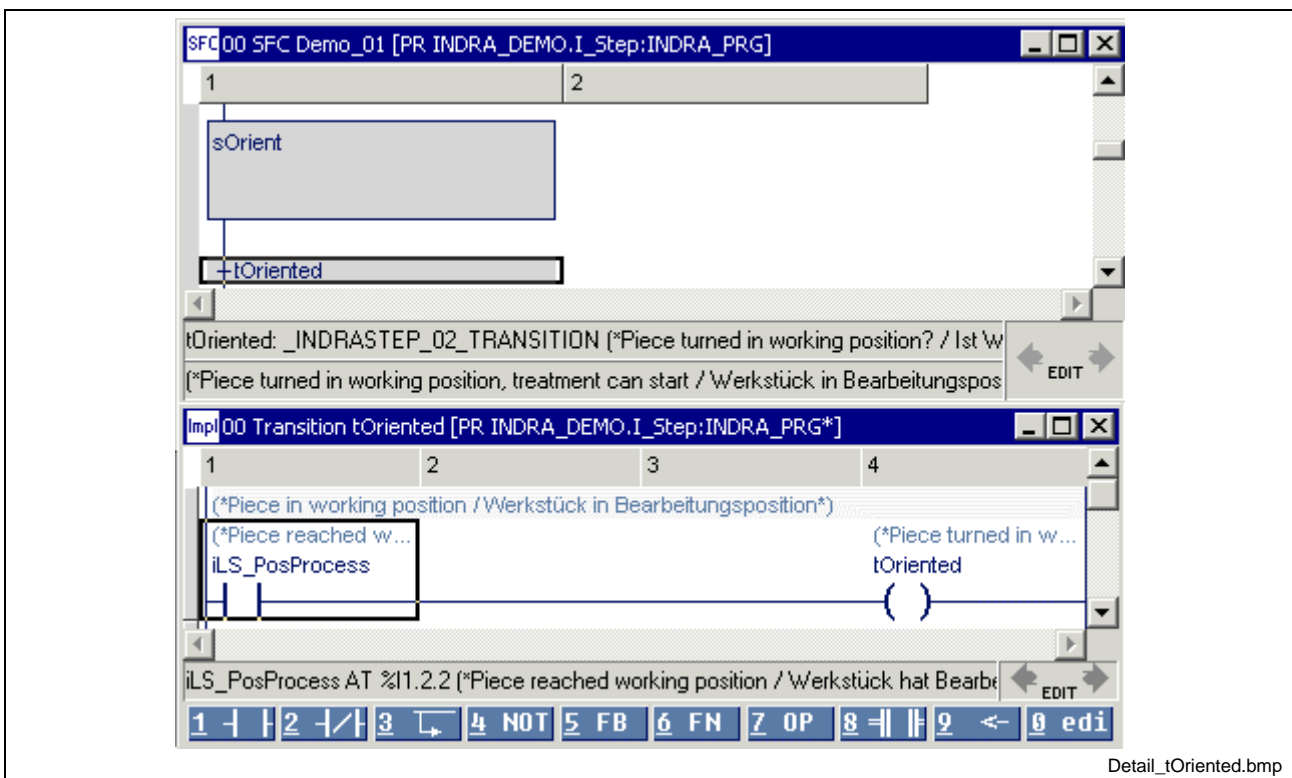 SFC 00 SFC Demo_01 [PR INDRA_DEMO.I_Step:INDRA_PRG]
1 2
sOrient
tOriented
tOriented: _INDRASTEP_02_TRANSITION (*Piece turned in working position? / Ist W
(*Piece turned in working position, treatment can start / Werkstück in Bearbeitungspos
EDIT
Impl 00 Transition tOriented [PR INDRA_DEMO.I_Step:INDRA_PRG*]
1 2 3 4
(*Piece in working position / Werkstück in Bearbeitungsposition*)
(*Piece reached w... (*Piece turned in w...
iLS_PosProcess tOriented
iLS_PosProcess AT %I1.2.2 (*Piece reached working position / Werkstück hat Bearbe
EDIT
1 2 3 4 NOT 5 FB 6 FN 7 OP 8 9 <- 0 edi
Detail_tOriented.bmp